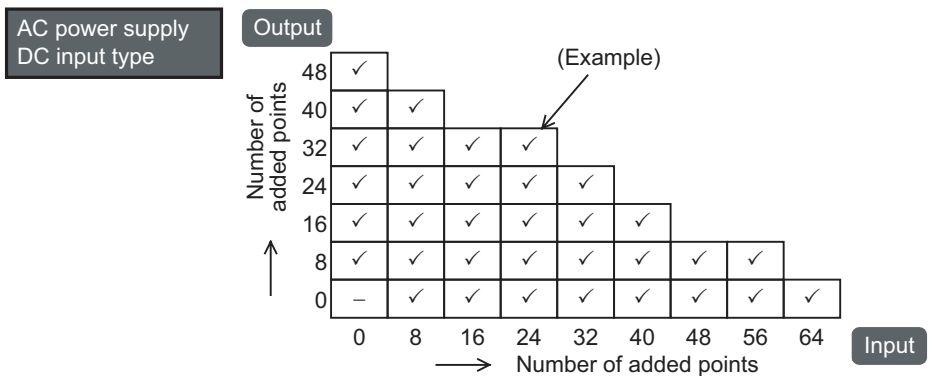 AC power supply
DC input type
Output
(Example)
Number of
added points
48 ✓
40 ✓ ✓
32 ✓ ✓ ✓ ✓
24 ✓ ✓ ✓ ✓ ✓
16 ✓ ✓ ✓ ✓ ✓ ✓
8 ✓ ✓ ✓ ✓ ✓ ✓ ✓ ✓
0 – ✓ ✓ ✓ ✓ ✓ ✓ ✓ ✓
0 8 16 24 32 40 48 56 64
Number of added points
Input